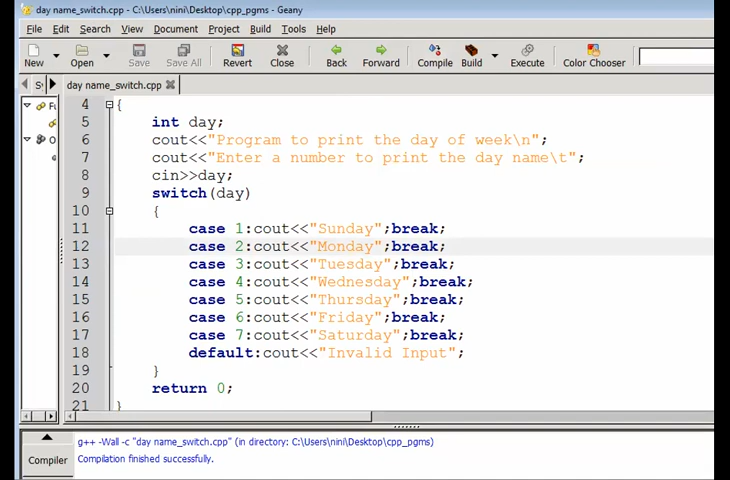 day name_switch.cpp - C:\Users\nini\Desktop\cpp_pgms - Geany
File Edit Search View Document Project Build Tools Help
New Open Save Save All Revert Close Back Forward Compile Build Execute Color Chooser
day name_switch.cpp
4 {
5 int day;
6 cout<<"Program to print the day of week\n";
7 cout<<"Enter a number to print the day name\t";
8 cin>>day;
9 switch(day)
10 {
11 case 1:cout<<"Sunday";break;
12 case 2:cout<<"Monday";break;
13 case 3:cout<<"Tuesday";break;
14 case 4:cout<<"Wednesday";break;
15 case 5:cout<<"Thursday";break;
16 case 6:cout<<"Friday";break;
17 case 7:cout<<"Saturday";break;
18 default:cout<<"Invalid Input";
19 }
20 return 0;
21 }
g++ -Wall -c "day name_switch.cpp" (in directory: C:\Users\nini\Desktop\cpp_pgms)
Compiler Compilation finished successfully.